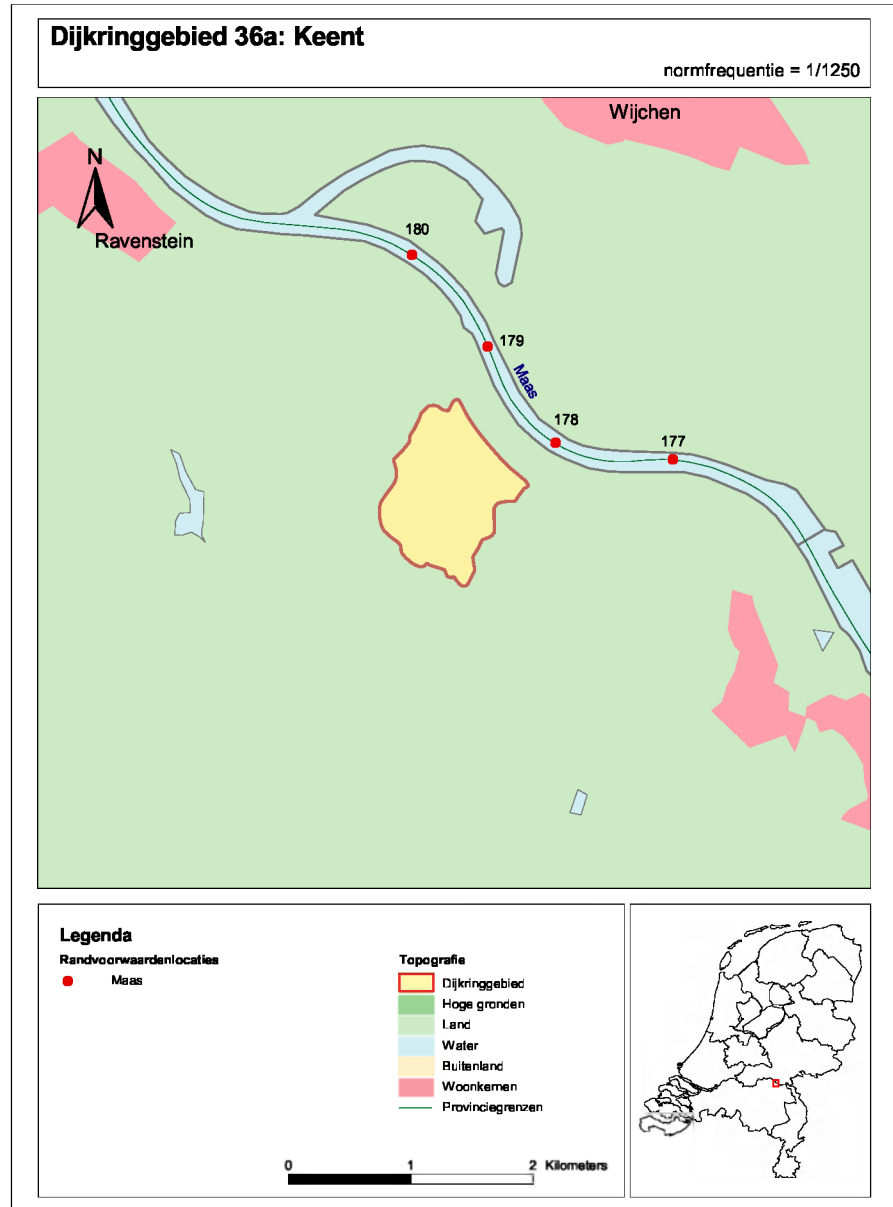 Dijkringgebied 36a: Keent
normfrequentie = 1/1250
Wijchen
N
Ravenstein
180
179
Maas
178
177
Legenda
Randvoorwaardenlocaties
Maas
Topografie
Dijkringgebied
Hoge gronden
Land
Water
Buitenland
Woonkernen
Provinciegrenzen
0 1 2 Kilometers